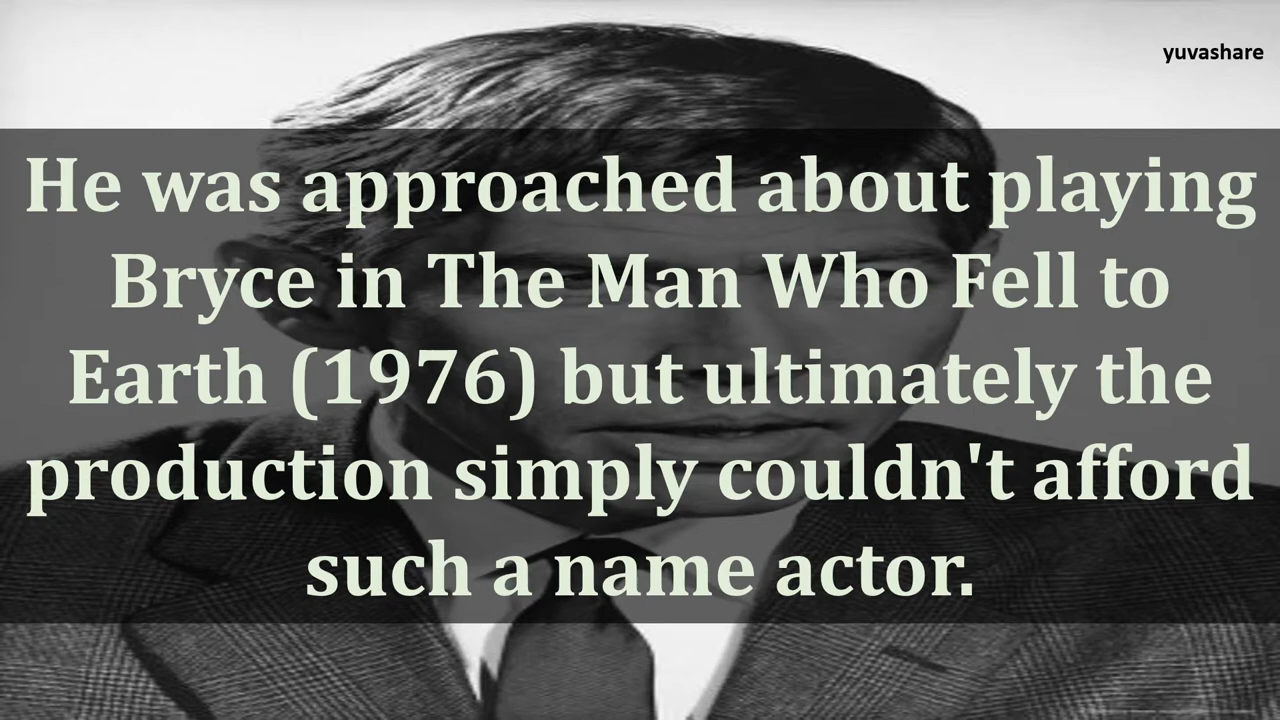 yuvashare
He was approached about playing
Bryce in The Man Who Fell to
Earth (1976) but ultimately the
production simply couldn't afford
such a name actor.